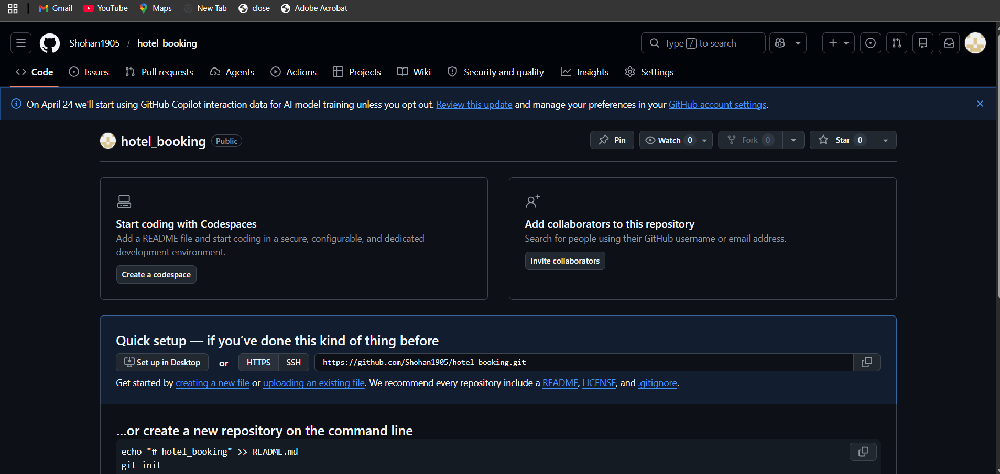 Gmail YouTube Maps New Tab close Adobe Acrobat
Shohan1905 / hotel_booking Type / to search
Code Issues Pull requests Agents Actions Projects Wiki Security and quality Insights Settings
On April 24 we'll start using GitHub Copilot interaction data for AI model training unless you opt out. Review this update and manage your preferences in your GitHub account settings.
hotel_booking Public Pin Watch 0 Fork 0 Star 0
Start coding with Codespaces
Add a README file and start coding in a secure, configurable, and dedicated
development environment.
Create a codespace
Add collaborators to this repository
Search for people using their GitHub username or email address.
Invite collaborators
Quick setup — if you’ve done this kind of thing before
Set up in Desktop or HTTPS SSH https://github.com/Shohan1905/hotel_booking.git
Get started by creating a new file or uploading an existing file. We recommend every repository include a README, LICENSE, and .gitignore.
...or create a new repository on the command line
echo "# hotel_booking" >> README.md
git init